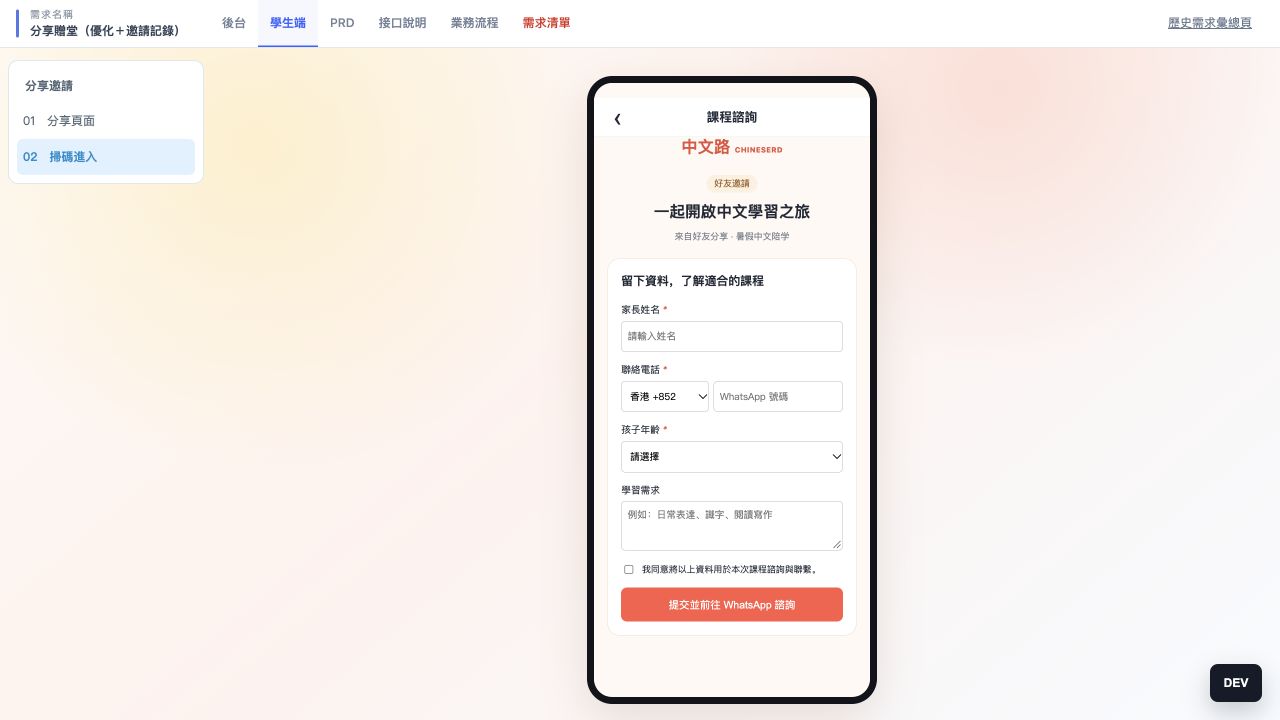 需求名稱
分享贈堂（優化＋邀請記錄）
後台
學生端
PRD
接口說明
業務流程
需求清單
歷史需求彙總頁
分享邀請
01 分享頁面
02 掃碼進入
課程諮詢
中文路 CHINESERD
好友邀請
一起開啟中文學習之旅
來自好友分享 · 暑假中文陪学
留下資料，了解適合的課程
家長姓名 *
請輸入姓名
聯絡電話 *
香港 +852
WhatsApp 號碼
孩子年齡 *
請選擇
學習需求
例如：日常表達、識字、閱讀寫作
我同意將以上資料用於本次課程諮詢與聯繫。
提交並前往 WhatsApp 諮詢
DEV